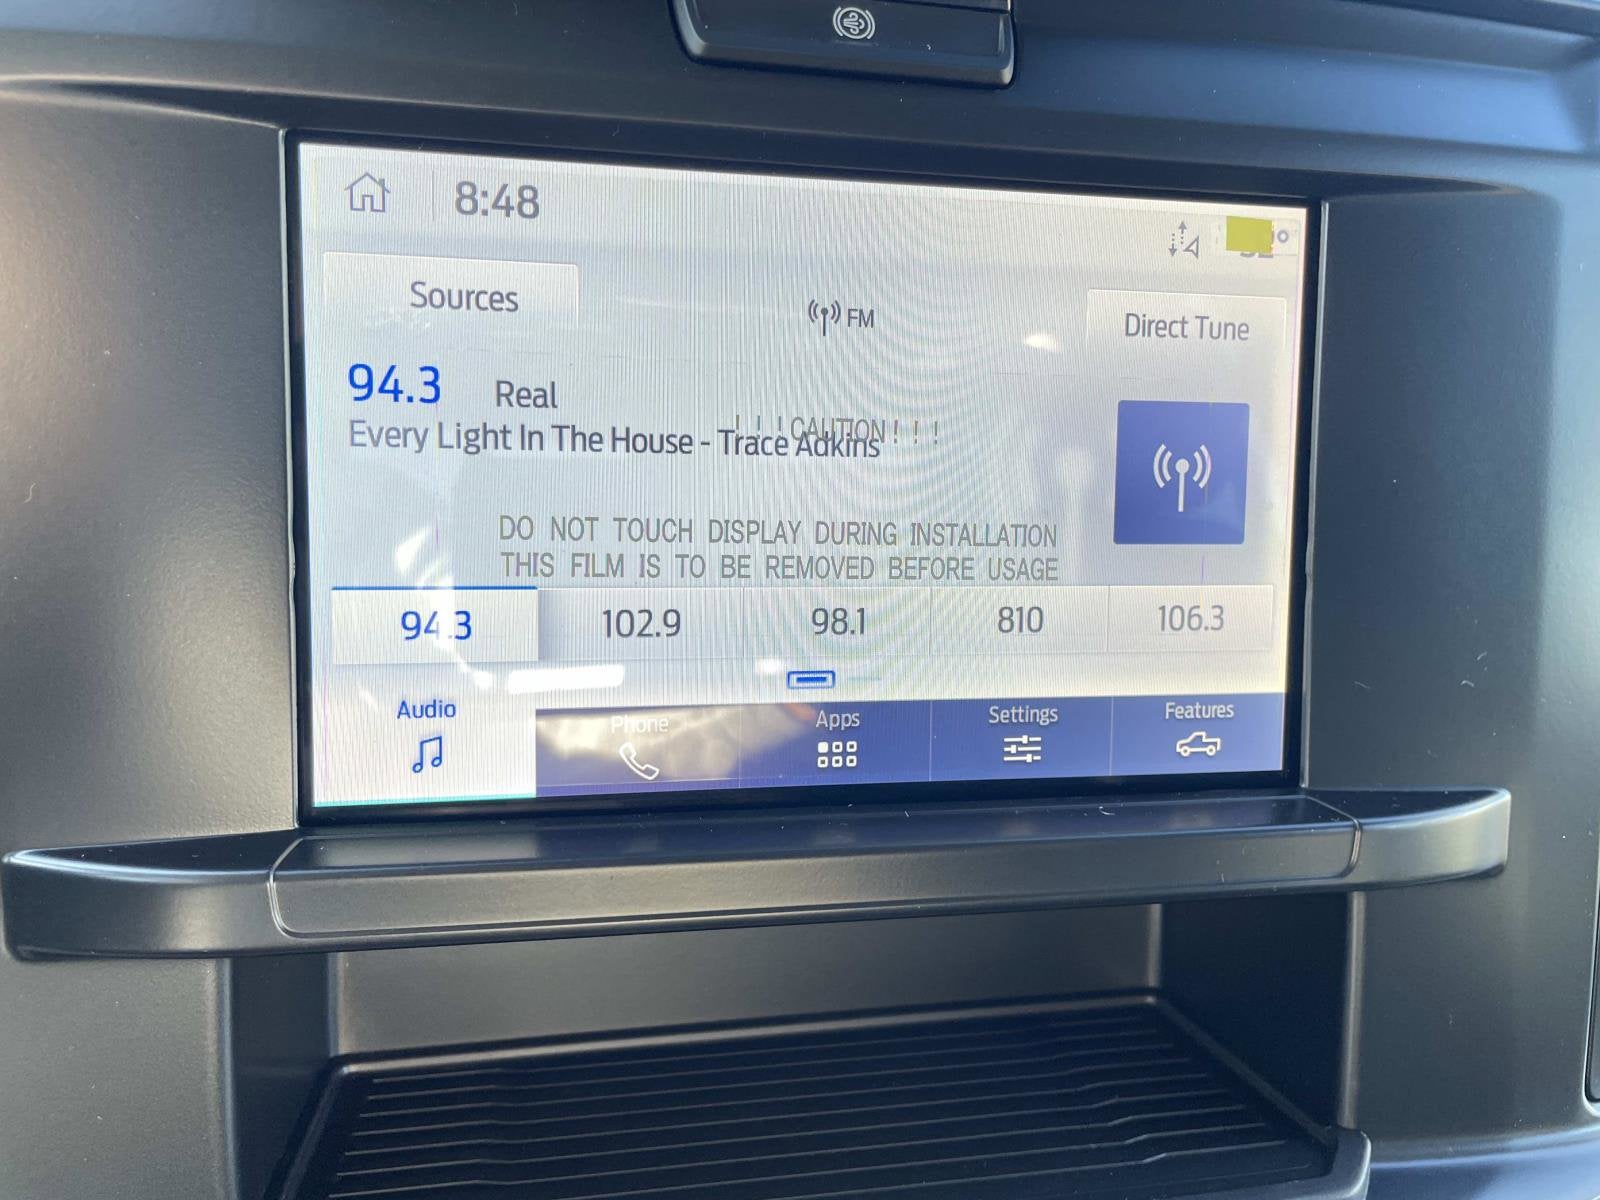 8:48
Sources
FM
Direct Tune
94.3 Real
Every Light In The House - Trace Adkins
! ! ! CAUTION ! ! !
DO NOT TOUCH DISPLAY DURING INSTALLATION
THIS FILM IS TO BE REMOVED BEFORE USAGE
94.3 102.9 98.1 810 106.3
Audio Phone Apps Settings Features